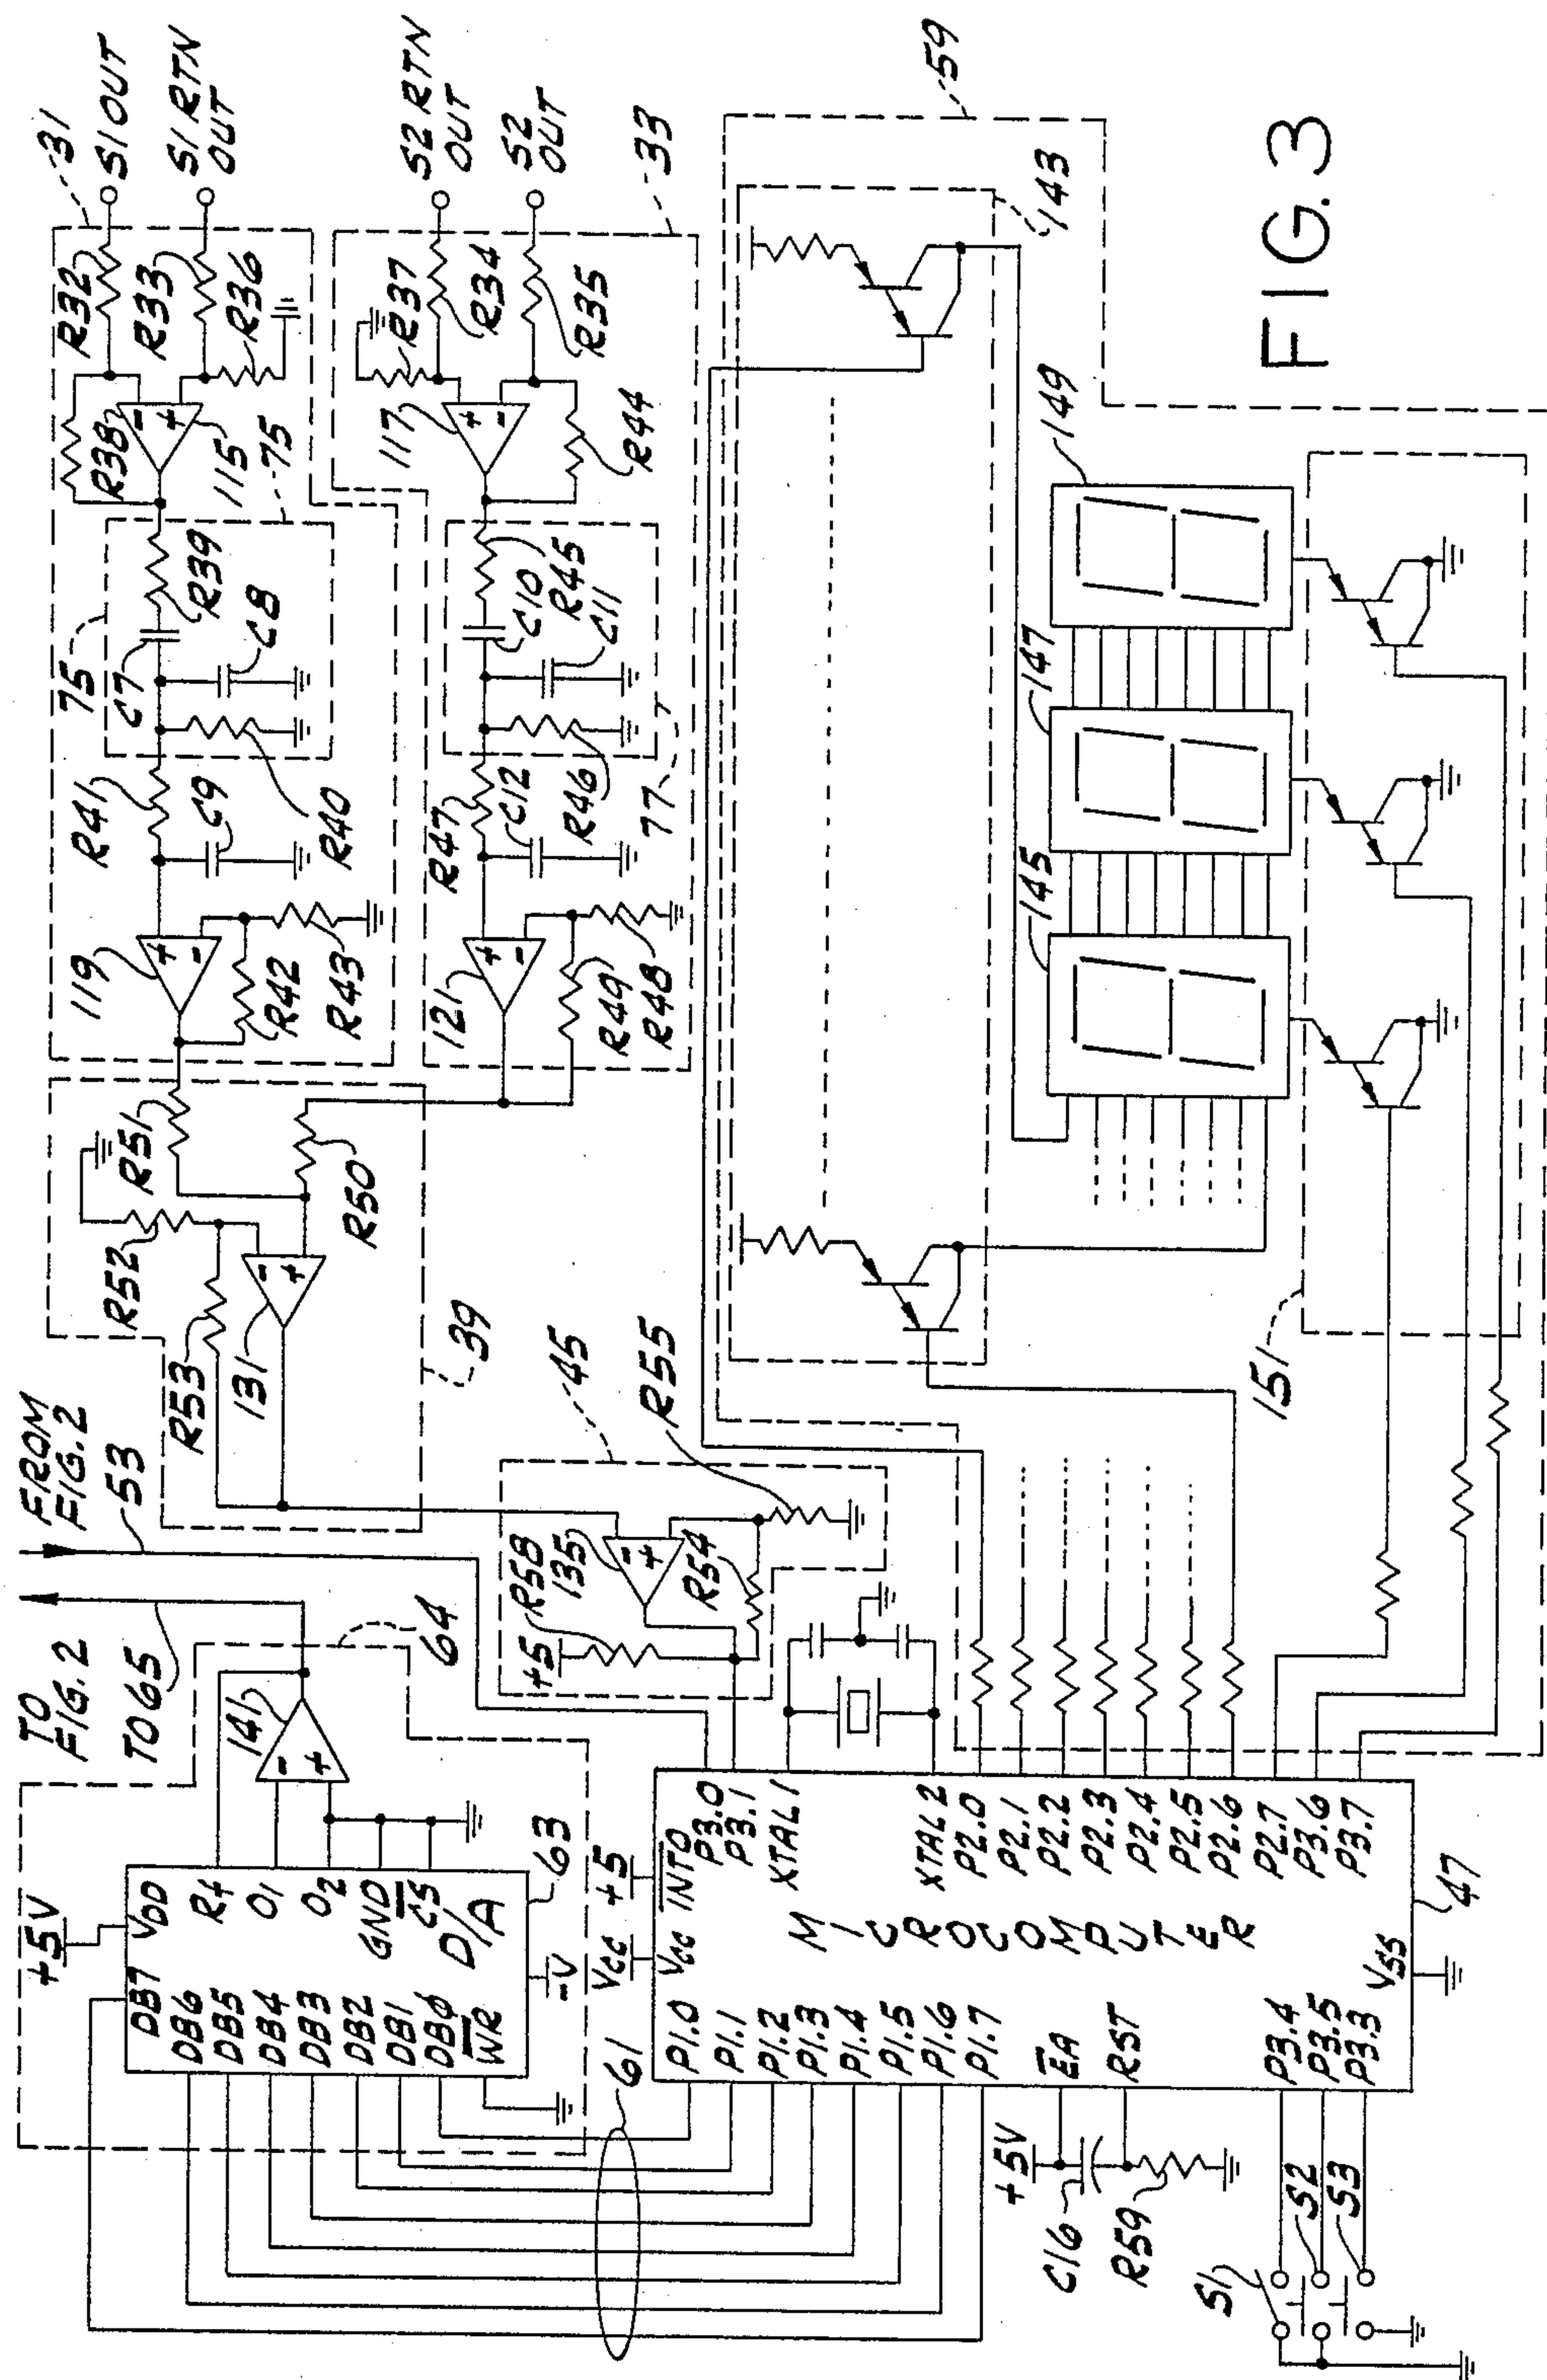 TO
FIG. 2
TO 65
FROM
FIG. 2
53
+5V
VDD
DB7
DB6
DB5
DB4
DB3
DB2
DB1
DBϕ
WR
Rf
O1
O2
GND
CS
D/A
-V
63
141
64
61
R53
R52
R51
R50
131
39
119
R42
R43
R41
C9
R40
75
C7
C8
R39
R38
115
75
R32
R33
R36
31
S1 OUT
S1 RTN
OUT
121
R49
R48
R47
C12
R46
77
C10
R45
C11
117
R44
R37
R34
R35
33
S2 RTN
OUT
S2
OUT
45
+5
R58
135
R54
R55
VCC
+5
VCC
INTO
P3.0
P3.1
XTAL 1
XTAL 2
P2.0
P2.1
P2.2
P2.3
P2.4
P2.5
P2.6
P2.7
P3.6
P3.7
MICROCOMPUTER
P1.0
P1.1
P1.2
P1.3
P1.4
P1.5
P1.6
P1.7
EA
RST
P3.4
P3.5
P3.3
VSS
47
+5V
C16
R59
S1
S2
S3
59
143
145
147
149
151
FIG. 3